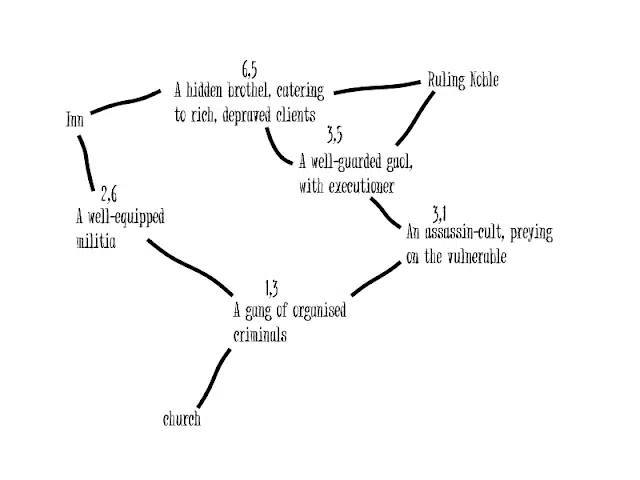 6,5
A hidden brothel, catering
to rich, depraved clients
Ruling Noble
Inn
3,5
A well-guarded gaol,
with executioner
2,6
A well-equipped
militia
3,1
An assassin-cult, preying
on the vulnerable
1,3
A gang of organised
criminals
church